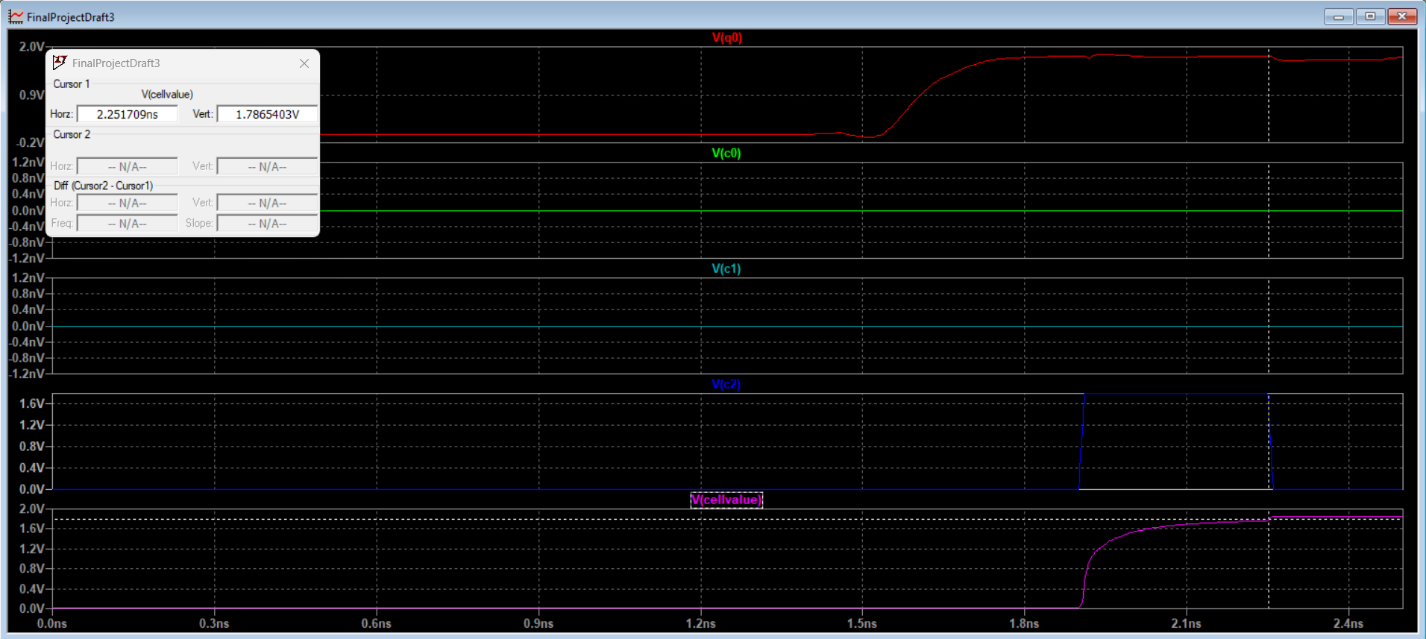 FinalProjectDraft3
V(q0)
2.0V
0.9V
-0.2V
FinalProjectDraft3
Cursor 1
V(cellvalue)
Horz: 2.251709ns Vert: 1.7865403V
Cursor 2
Horz: -- N/A-- Vert: -- N/A--
Diff (Cursor2 - Cursor1)
Horz: -- N/A-- Vert: -- N/A--
Freq: -- N/A-- Slope: -- N/A--
V(c0)
1.2nV
0.8nV
0.4nV
0.0nV
-0.4nV
-0.8nV
-1.2nV
V(c1)
1.2nV
0.8nV
0.4nV
0.0nV
-0.4nV
-0.8nV
-1.2nV
V(c2)
1.6V
1.2V
0.8V
0.4V
0.0V
V(cellvalue)
2.0V
1.6V
1.2V
0.8V
0.4V
0.0V
0.0ns 0.3ns 0.6ns 0.9ns 1.2ns 1.5ns 1.8ns 2.1ns 2.4ns